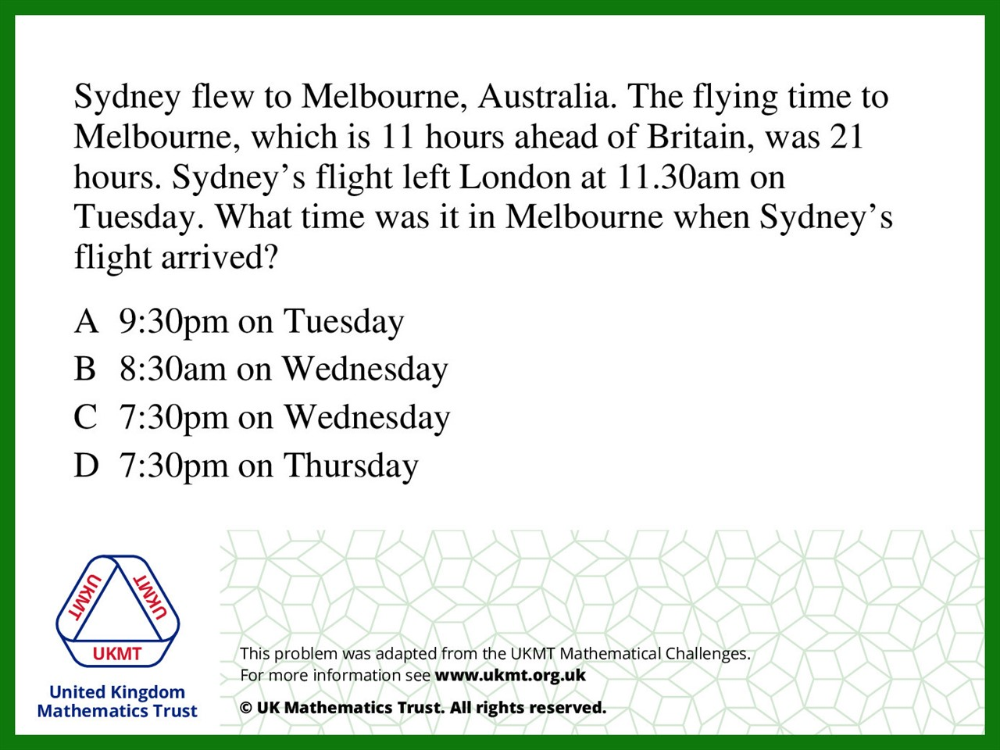 Sydney flew to Melbourne, Australia. The flying time to
Melbourne, which is 11 hours ahead of Britain, was 21
hours. Sydney’s flight left London at 11.30am on
Tuesday. What time was it in Melbourne when Sydney’s
flight arrived?
A 9:30pm on Tuesday
B 8:30am on Wednesday
C 7:30pm on Wednesday
D 7:30pm on Thursday
UKMT
UKMT
UKMT
United Kingdom
Mathematics Trust
This problem was adapted from the UKMT Mathematical Challenges.
For more information see www.ukmt.org.uk
© UK Mathematics Trust. All rights reserved.